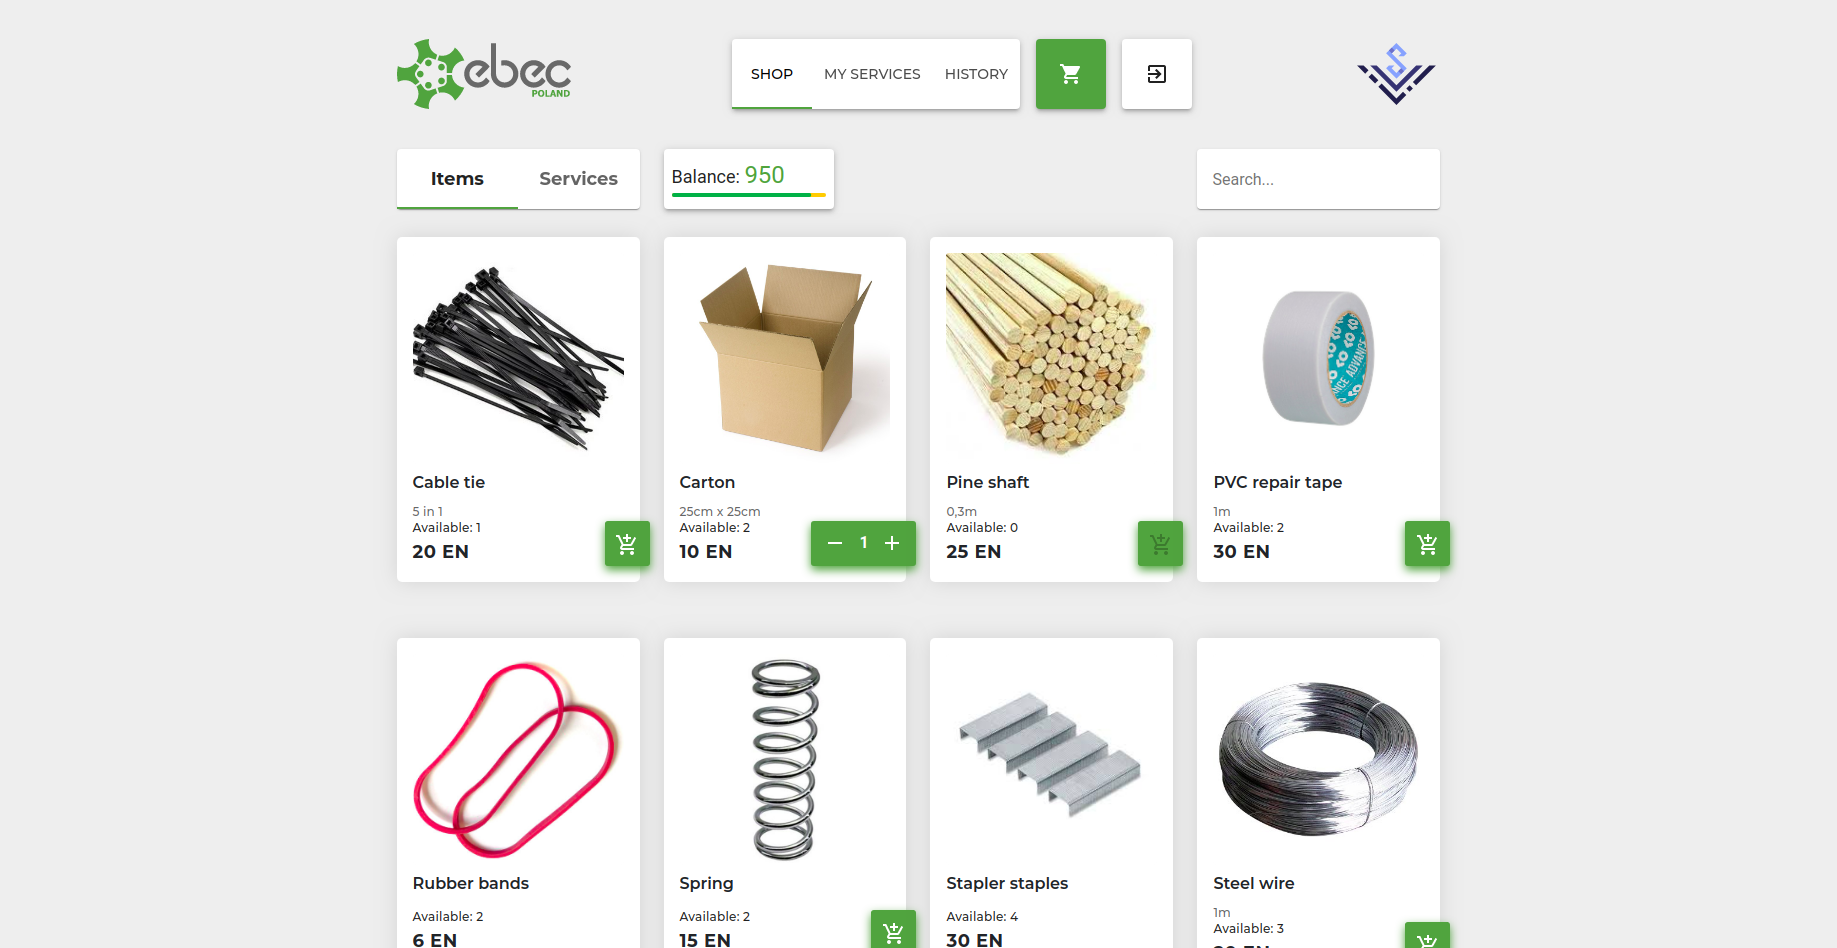 ebec
POLAND
SHOP
MY SERVICES
HISTORY
Items
Services
Balance: 950
Search...
Cable tie
5 in 1
Available: 1
20 EN
Carton
25cm x 25cm
Available: 2
10 EN
1
Pine shaft
0,3m
Available: 0
25 EN
ADVANCE
PVC repair tape
1m
Available: 2
30 EN
Rubber bands
Available: 2
6 EN
Spring
Available: 2
15 EN
Stapler staples
Available: 4
30 EN
Steel wire
1m
Available: 3